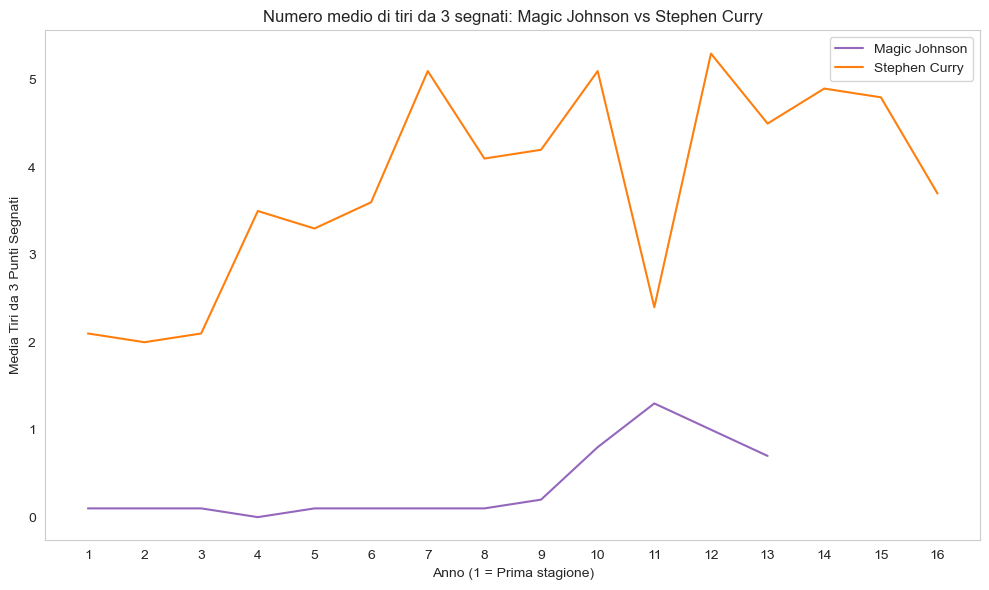 Numero medio di tiri da 3 segnati: Magic Johnson vs Stephen Curry
Magic Johnson
Stephen Curry
Media Tiri da 3 Punti Segnati
5
4
3
2
1
0
1 2 3 4 5 6 7 8 9 10 11 12 13 14 15 16
Anno (1 = Prima stagione)